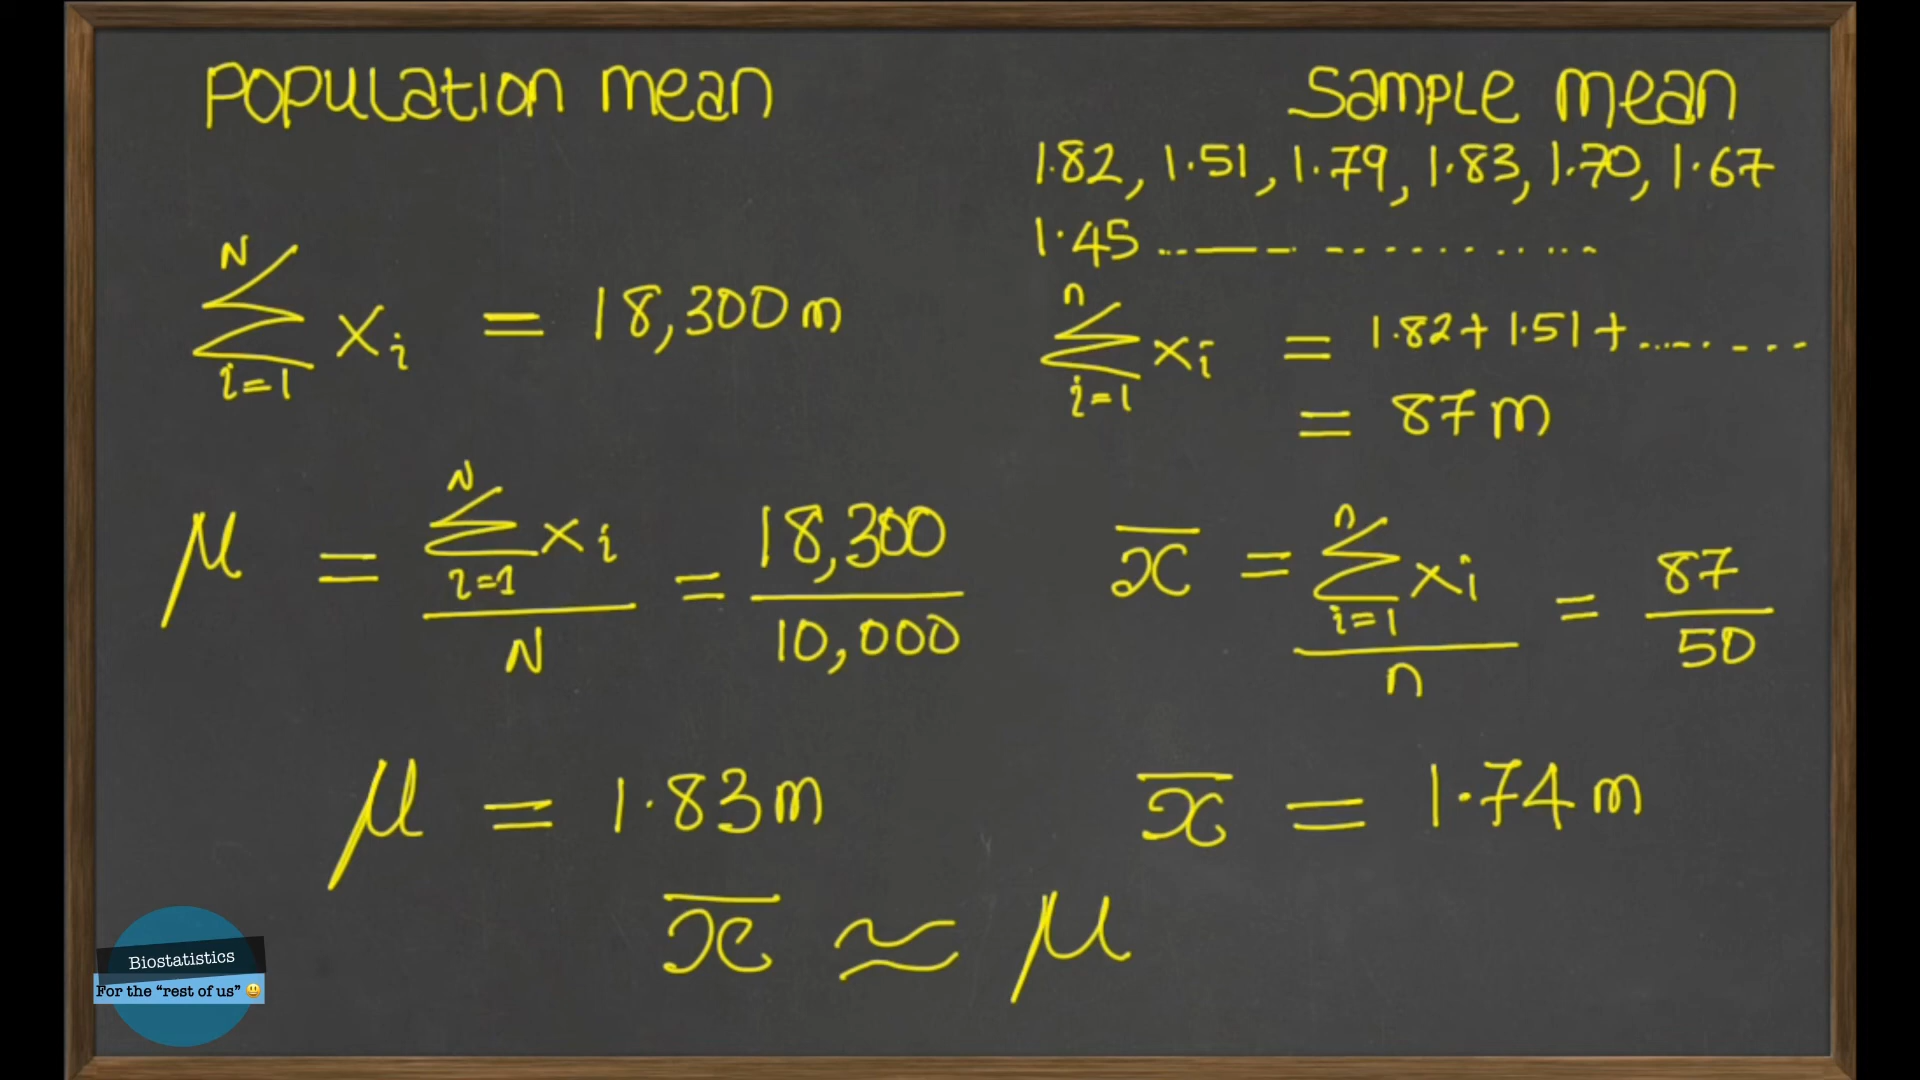 Population mean
N
∑ xᵢ = 18,300 m
i=1
N
μ = ∑ xᵢ = 18,300
i=1
N 10,000
μ = 1.83 m
Sample mean
1.82, 1.51, 1.79, 1.83, 1.70, 1.67
1.45 ..................
n
∑ xᵢ = 1.82 + 1.51 + ...........
i=1
= 87 m
n
x̄ = ∑ xᵢ = 87
i=1
n 50
x̄ = 1.74 m
x̄ ≈ μ
Biostatistics
For the “rest of us” 😃